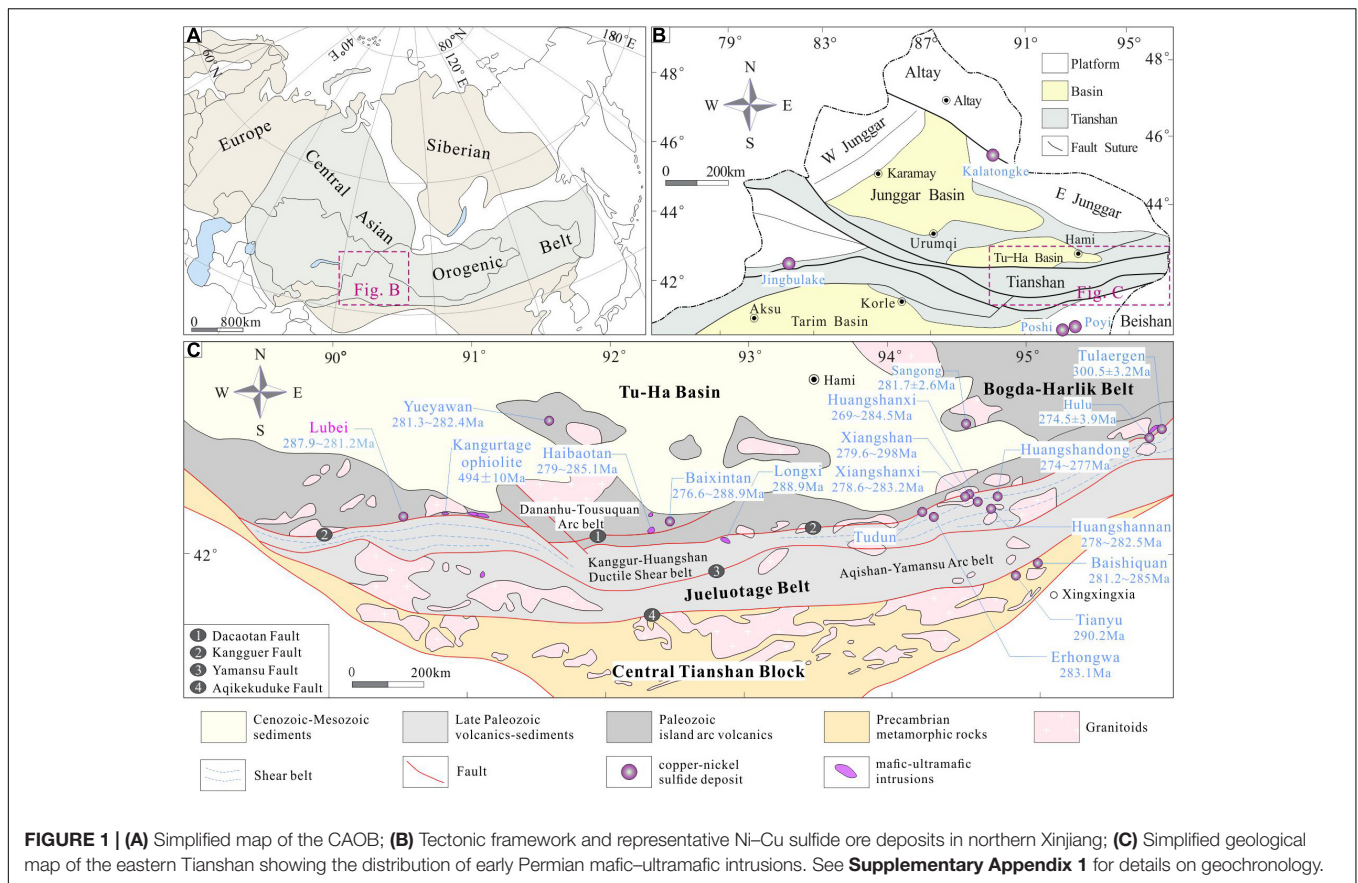 A
60°N
40°E
80°N
120°E
180°E
Europe
Siberian
Central
Asian
Orogenic
Belt
Fig. B
0 800km
B
79° 83° 87° 91° 95°
48°
46°
44°
42°
48°
46°
44°
42°
N
W E
S
0 200km
Altay
Altay
W Junggar
Karamay
Junggar Basin
Kalatongke
E Junggar
Urumqi
Hami
Tu-Ha Basin
Tianshan
Fig. C
Jingbulake
Aksu
Korle
Tarim Basin
Poshi
Poyi
Beishan
Platform
Basin
Tianshan
Fault Suture
C
90° 91° 92° 93° 94° 95°
42°
42°
N
W E
S
Tu-Ha Basin
Hami
Bogda-Harlik Belt
Lubei
287.9~281.2Ma
Yueyawan
281.3~282.4Ma
Kangurtage
ophiolite
494±10Ma
Haibaotan
279~285.1Ma
Baixintan
276.6~288.9Ma
Longxi
288.9Ma
Sangong
281.7±2.6Ma
Huangshanxi
269~284.5Ma
Xiangshan
279.6~298Ma
Xiangshanxi
278.6~283.2Ma
Tulaergen
300.5±3.2Ma
Hulu
274.5±3.9Ma
Huangshandong
274~277Ma
Huangshannan
278~282.5Ma
Tudun
Baishiquan
281.2~285Ma
Xingxingxia
Tianyu
290.2Ma
Erhongwa
283.1Ma
Dananhu-Tousuquan
Arc belt
1
2
2
3
4
Kanggur-Huangshan
Ductile Shear belt
Aqishan-Yamansu Arc belt
Jueluotage Belt
Central Tianshan Block
1 Dacaotan Fault
2 Kangguer Fault
3 Yamansu Fault
4 Aqikekuduke Fault
0 200km
Cenozoic-Mesozoic
sediments
Late Paleozoic
volcanics-sediments
Paleozoic
island arc volcanics
Precambrian
metamorphic rocks
Granitoids
Shear belt
Fault
copper-nickel
sulfide deposit
mafic-ultramafic
intrusions
FIGURE 1 | (A) Simplified map of the CAOB; (B) Tectonic framework and representative Ni–Cu sulfide ore deposits in northern Xinjiang; (C) Simplified geological
map of the eastern Tianshan showing the distribution of early Permian mafic–ultramafic intrusions. See Supplementary Appendix 1 for details on geochronology.